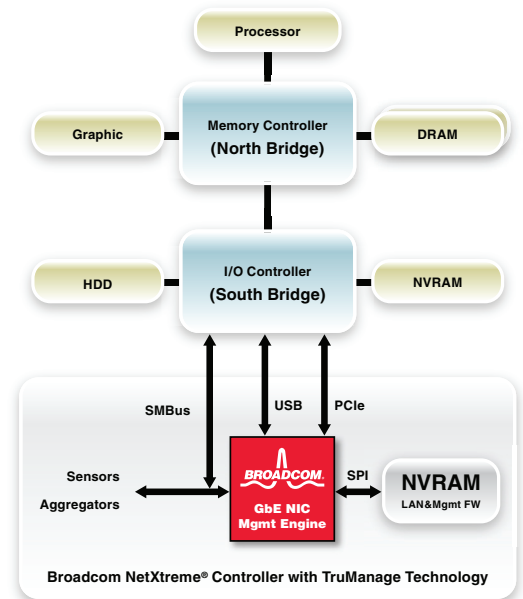 Processor
Graphic
Memory Controller
(North Bridge)
DRAM
HDD
I/O Controller
(South Bridge)
NVRAM
SMBus
USB
PCIe
Sensors
Aggregators
BROADCOM.
GbE NIC
Mgmt Engine
SPI
NVRAM
LAN&Mgmt FW
Broadcom NetXtreme® Controller with TruManage Technology